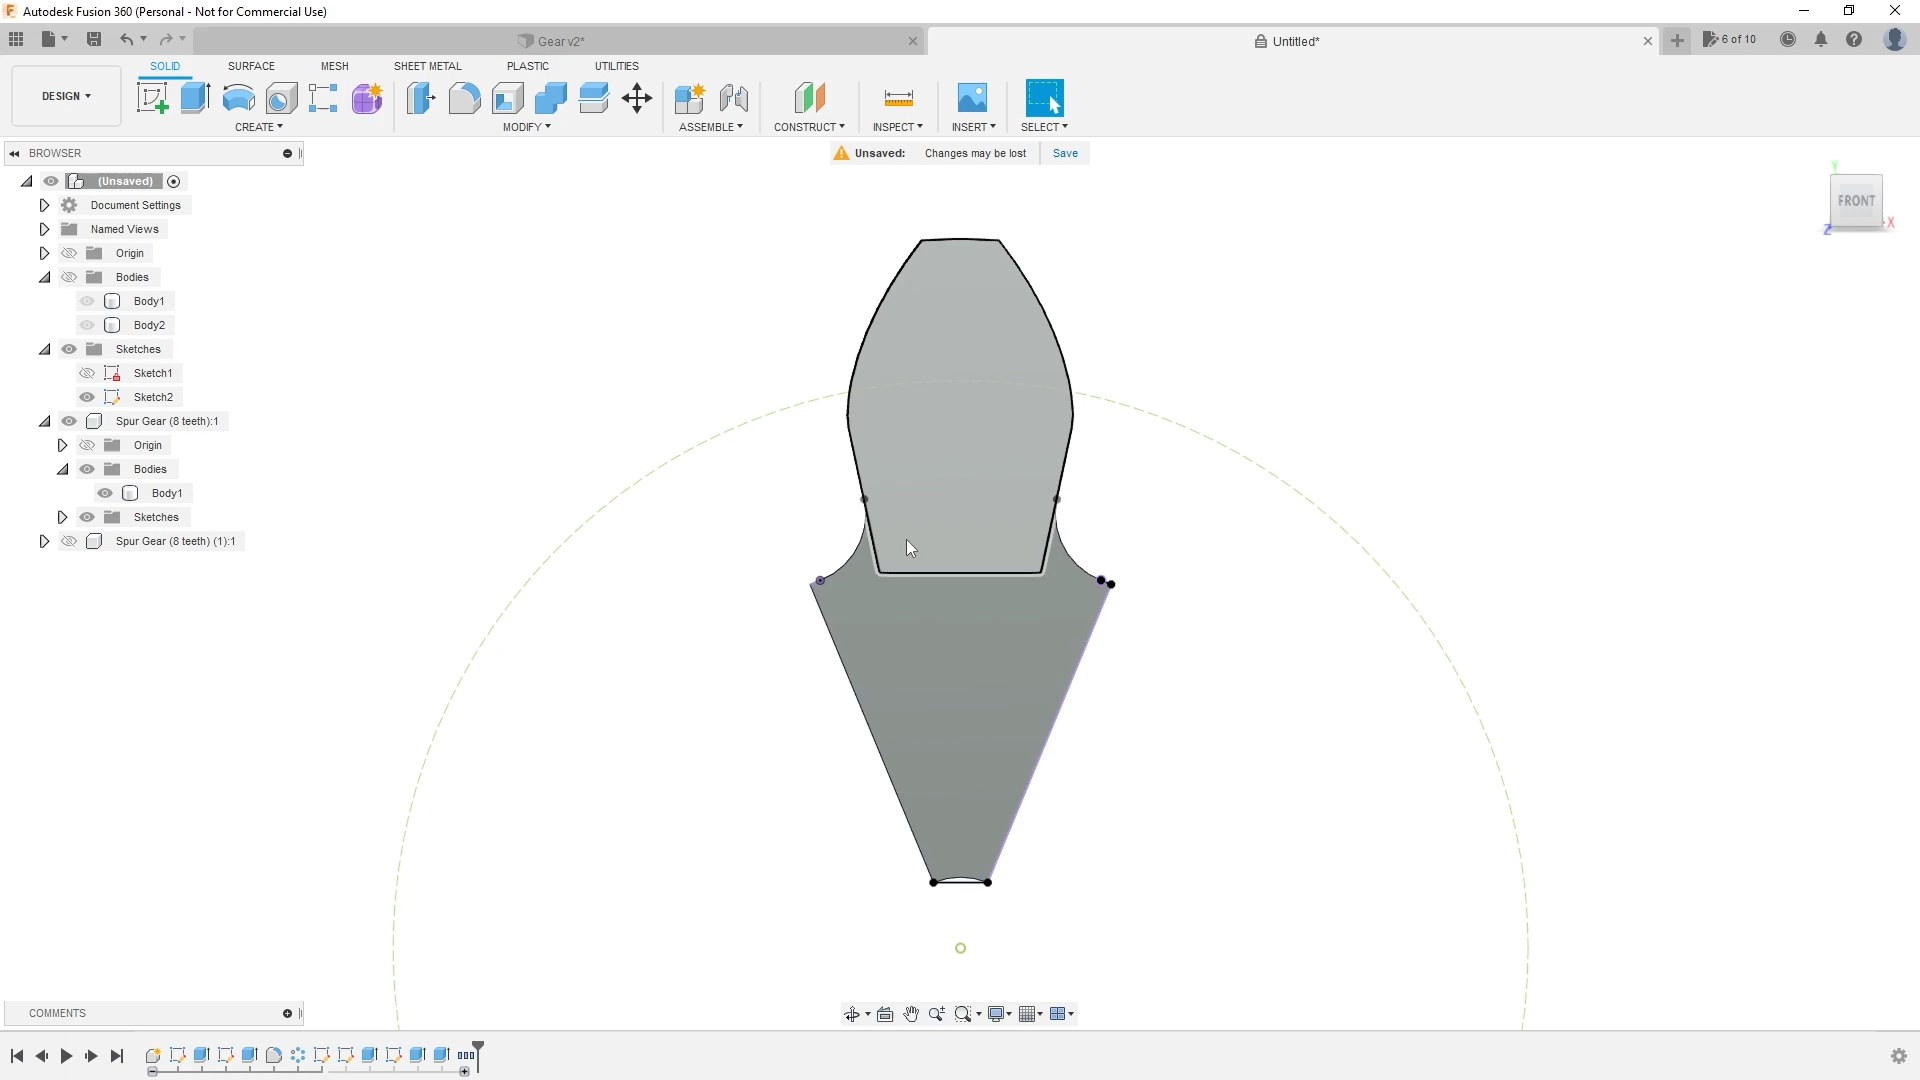 Autodesk Fusion 360 (Personal - Not for Commercial Use)
Gear v2*
Untitled*
6 of 10
SOLID SURFACE MESH SHEET METAL PLASTIC UTILITIES
DESIGN
CREATE MODIFY ASSEMBLE CONSTRUCT INSPECT INSERT SELECT
BROWSER
Unsaved: Changes may be lost Save
(Unsaved)
Document Settings
Named Views
Origin
Bodies
Body1
Body2
Sketches
Sketch1
Sketch2
Spur Gear (8 teeth):1
Origin
Bodies
Body1
Sketches
Spur Gear (8 teeth) (1):1
Y
FRONT
X
Z
COMMENTS